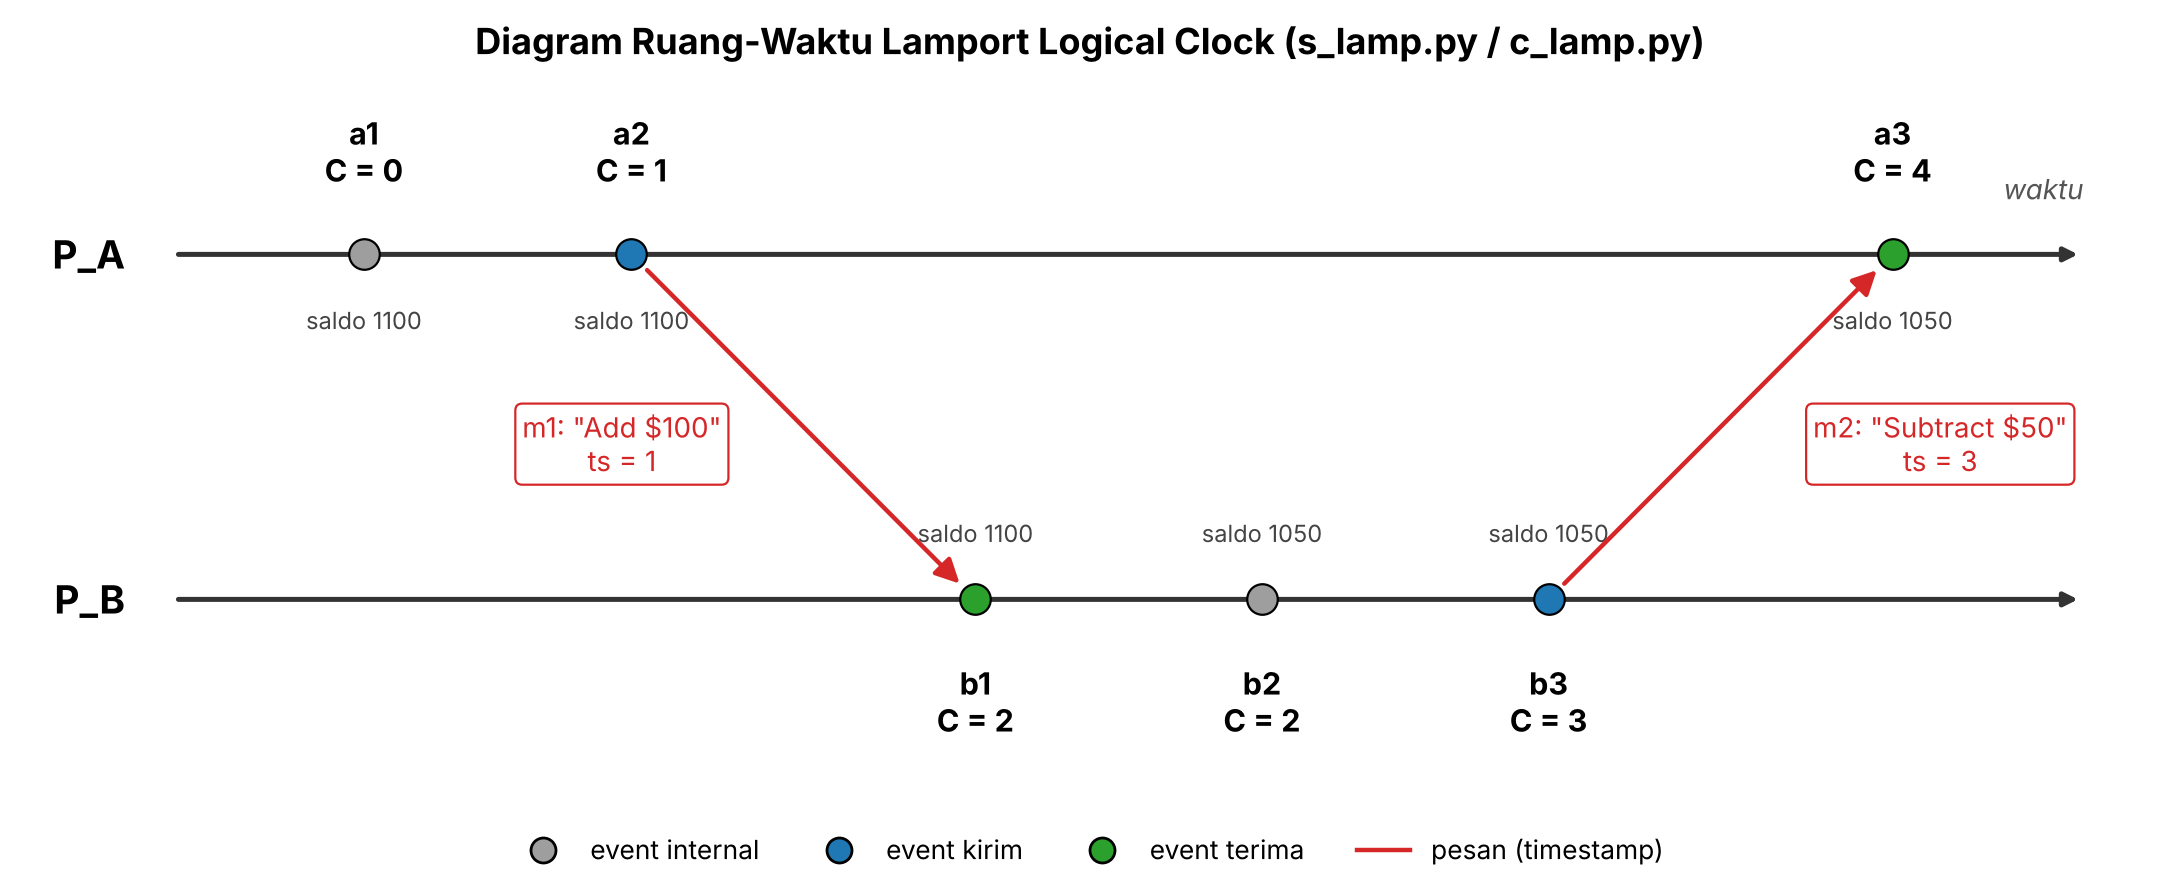 Diagram Ruang-Waktu Lamport Logical Clock (s_lamp.py / c_lamp.py)
a1
C = 0
a2
C = 1
a3
C = 4
waktu
P_A
saldo 1100
saldo 1100
saldo 1050
m1: "Add $100"
ts = 1
m2: "Subtract $50"
ts = 3
saldo 1100
saldo 1050
saldo 1050
P_B
b1
C = 2
b2
C = 2
b3
C = 3
event internal
event kirim
event terima
pesan (timestamp)